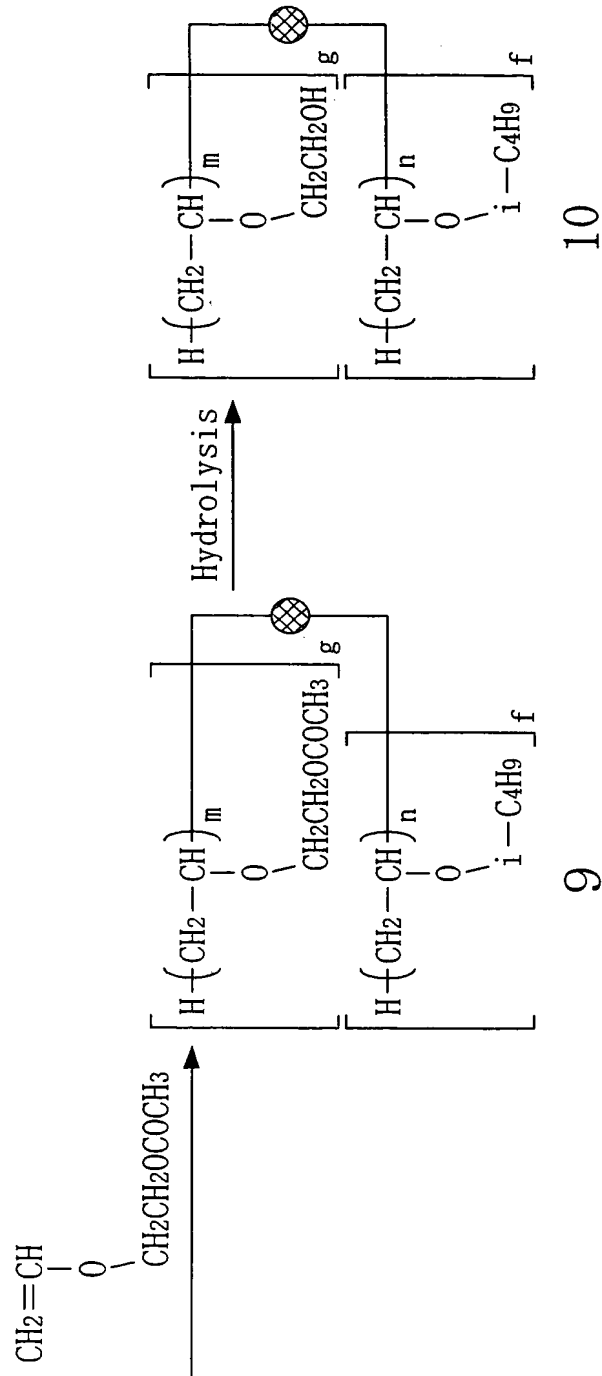 CH2=CH
O
CH2CH2OCOCH3
H(CH2-CH)m
O
CH2CH2OCOCH3
g
H(CH2-CH)n
O
i-C4H9
f
9
Hydrolysis
H(CH2-CH)m
O
CH2CH2OH
g
H(CH2-CH)n
O
i-C4H9
f
10